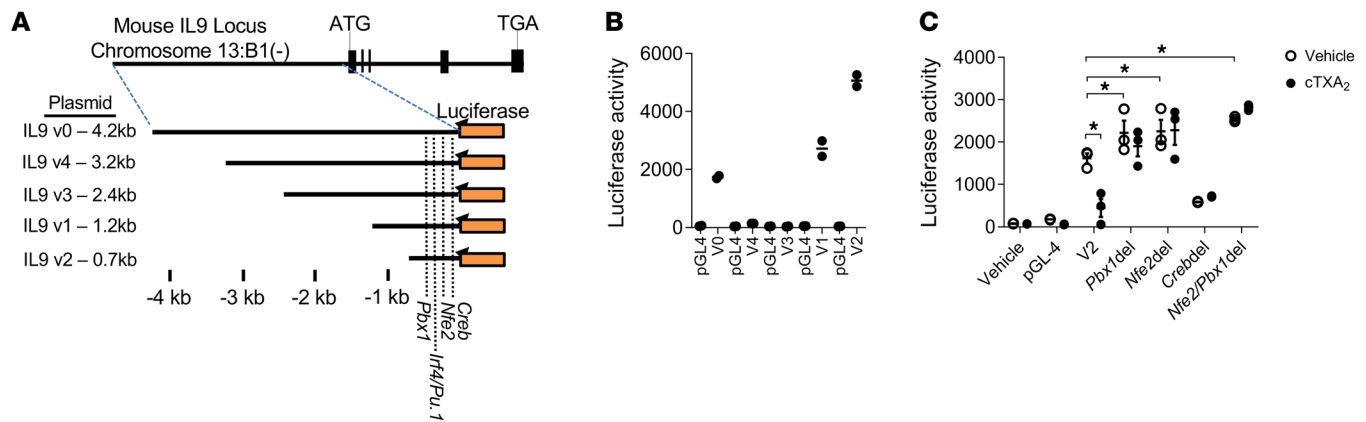 A
Mouse IL9 Locus
Chromosome 13:B1(-)
ATG
TGA
Plasmid
Luciferase
IL9 v0 – 4.2kb
IL9 v4 – 3.2kb
IL9 v3 – 2.4kb
IL9 v1 – 1.2kb
IL9 v2 – 0.7kb
-4 kb
-3 kb
-2 kb
-1 kb
Pbx1
Irf4/Pu.1
Nfe2
Creb
B
Luciferase activity
6000
4000
2000
0
pGL4
V0
pGL4
V4
pGL4
V3
pGL4
V1
pGL4
V2
C
Luciferase activity
4000
3000
2000
1000
0
*
*
*
*
Vehicle
pGL-4
V2
Pbx1del
Nfe2del
Crebdel
Nfe2/Pbx1del
Vehicle
cTXA₂